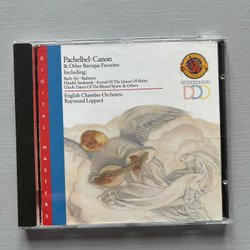 Pachelbel: Canon
& Other Baroque Favorites
Including:
Bach: Air · Badinerie
Handel: Sarabande · Arrival Of The Queen Of Sheba
Gluck: Dance Of The Blessed Spirits & Others
English Chamber Orchestra
Raymond Leppard
DDD
DIGITAL MASTERS